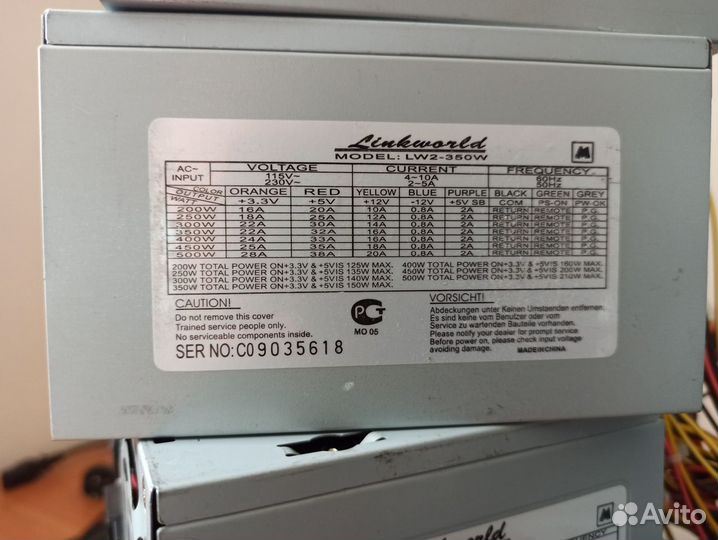 Linkworld
MODEL: LW2-350W
AC~ INPUT VOLTAGE CURRENT FREQUENCY
115V~ 4~10A 60Hz
230V~ 2~5A 50Hz
COLOR ORANGE RED YELLOW BLUE PURPLE BLACK GREEN GREY
OUTPUT WATT +3.3V +5V +12V -12V +5V SB COM PS-ON PW-OK
200W 16A 20A 10A 0.8A 2A RETURN REMOTE P.G.
250W 18A 25A 12A 0.8A 2A RETURN REMOTE P.G.
300W 22A 30A 14A 0.8A 2A RETURN REMOTE P.G.
350W 22A 32A 16A 0.8A 2A RETURN REMOTE P.G.
400W 24A 33A 16A 0.8A 2A RETURN REMOTE P.G.
450W 25A 35A 18A 0.8A 2A RETURN REMOTE P.G.
500W 28A 38A 20A 0.8A 2A RETURN REMOTE P.G.
200W TOTAL POWER ON+3.3V & +5VIS 125W MAX.
250W TOTAL POWER ON+3.3V & +5VIS 135W MAX.
300W TOTAL POWER ON+3.3V & +5VIS 140W MAX.
350W TOTAL POWER ON+3.3V & +5VIS 150W MAX.
400W TOTAL POWER ON+3.3V & +5VIS 160W MAX.
450W TOTAL POWER ON+3.3V & +5VIS 200W MAX.
500W TOTAL POWER ON+3.3V & +5VIS 210W MAX.
CAUTION!
Do not remove this cover
Trained service people only.
No serviceable components inside.
SER NO: C09035618
РСТ
МО 05
VORSICHT!
Abdeckungen unter Keinen Umstaenden entfernen.
Es sind keine vom Benutzer oder vom
Service zu wartenden Bauteile vorhanden.
Notify your dealer for prompt service.
Before power on, please check input voltage
avoiding damage. MADE IN CHINA
Linkworld
FREQUENCY
Avito